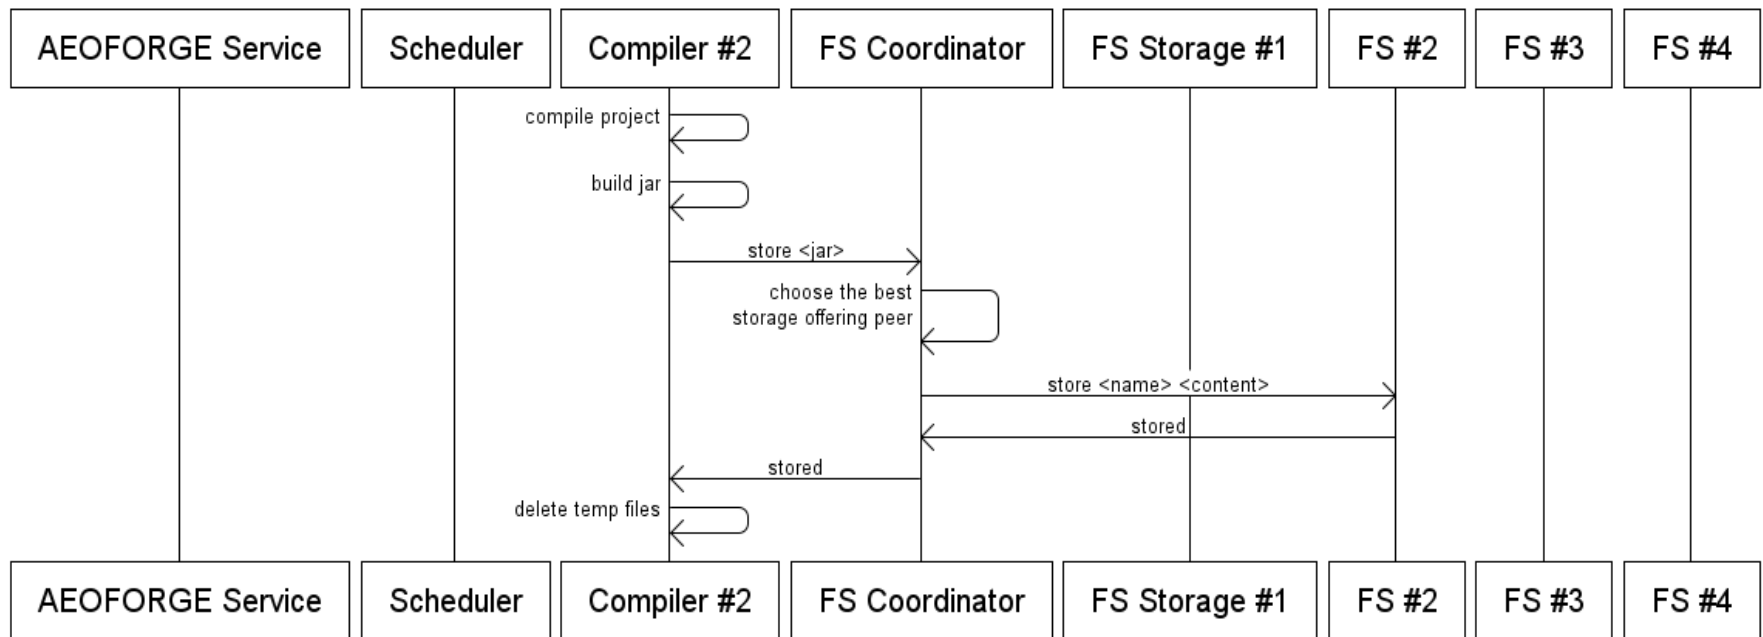 AEOFORGE Service
Scheduler
Compiler #2
FS Coordinator
FS Storage #1
FS #2
FS #3
FS #4
compile project
build jar
store <jar>
choose the best
storage offering peer
store <name> <content>
stored
stored
delete temp files
AEOFORGE Service
Scheduler
Compiler #2
FS Coordinator
FS Storage #1
FS #2
FS #3
FS #4